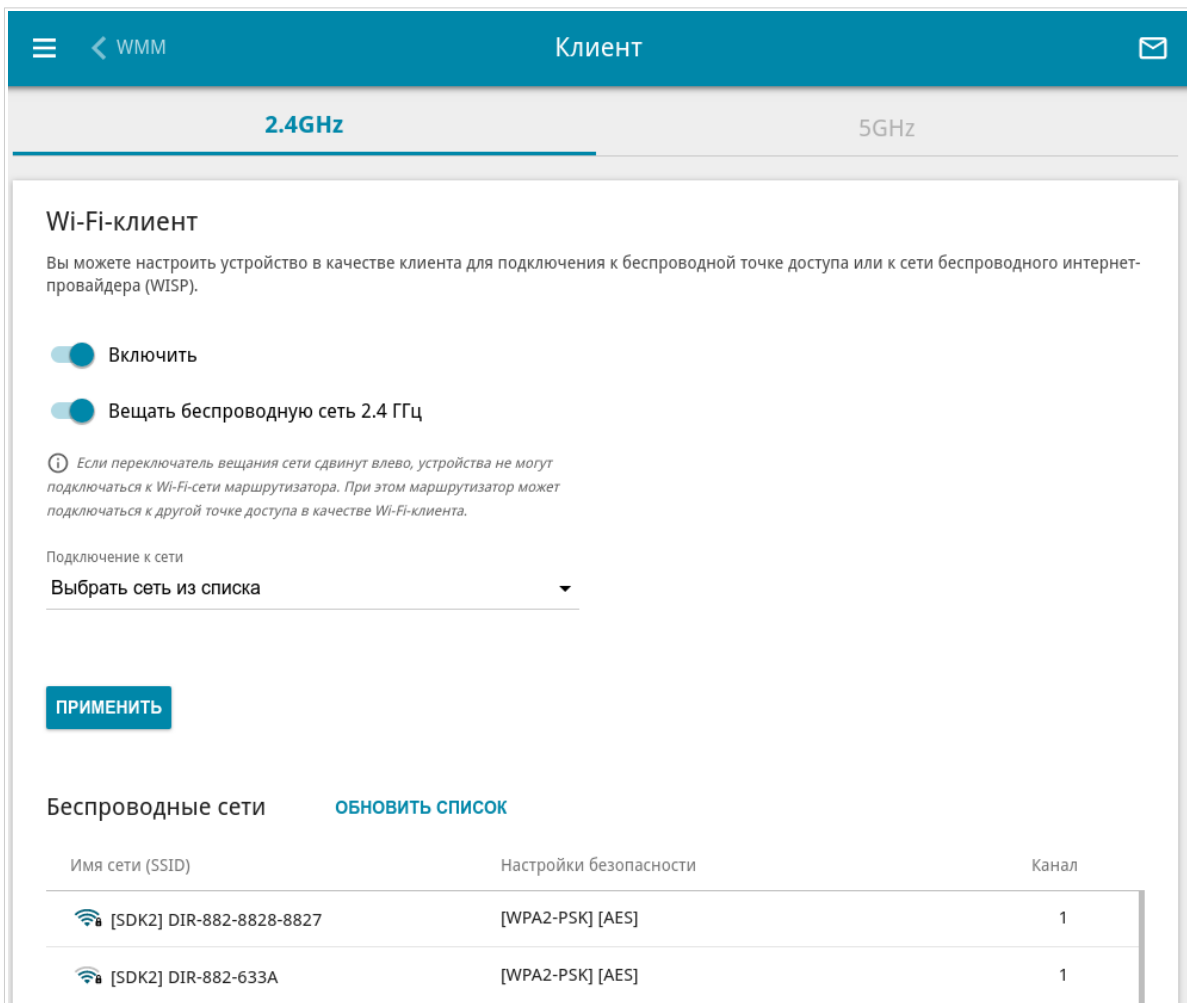 WMM
Клиент
2.4GHz
5GHz
Wi-Fi-клиент
Вы можете настроить устройство в качестве клиента для подключения к беспроводной точке доступа или к сети беспроводного интернет-
провайдера (WISP).
Включить
Вещать беспроводную сеть 2.4 ГГц
Если переключатель вещания сети сдвинут влево, устройства не могут
подключаться к Wi-Fi-сети маршрутизатора. При этом маршрутизатор может
подключаться к другой точке доступа в качестве Wi-Fi-клиента.
Подключение к сети
Выбрать сеть из списка
ПРИМЕНИТЬ
Беспроводные сети ОБНОВИТЬ СПИСОК
Имя сети (SSID) Настройки безопасности Канал
[SDK2] DIR-882-8828-8827 [WPA2-PSK] [AES] 1
[SDK2] DIR-882-633A [WPA2-PSK] [AES] 1